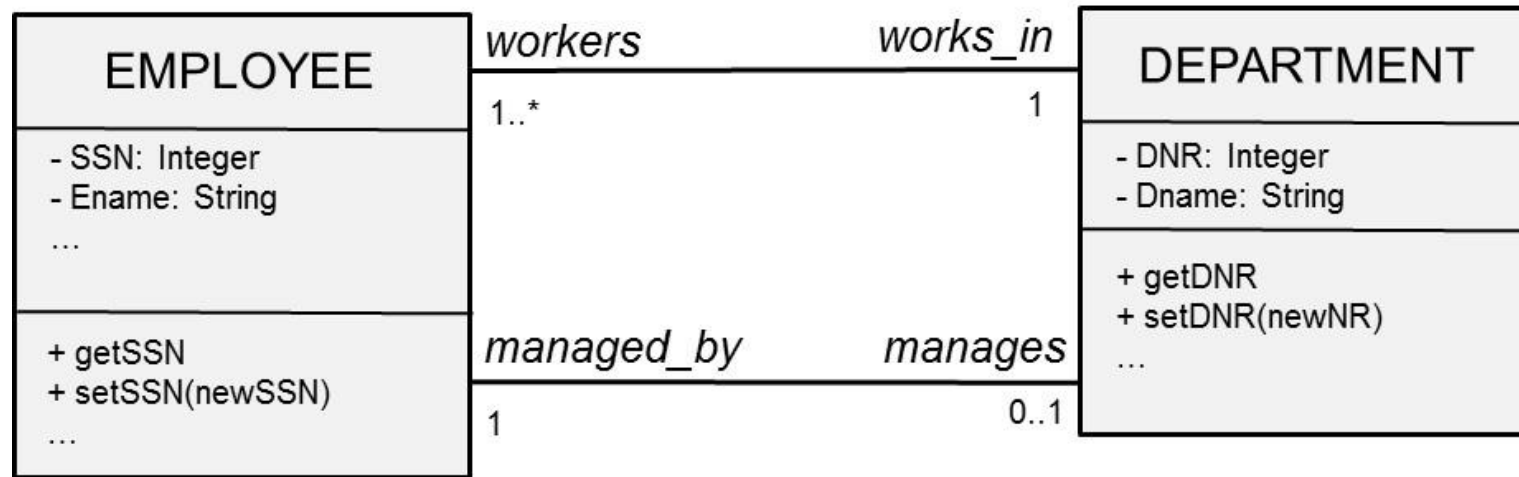 EMPLOYEE
- SSN: Integer
- Ename: String
...
+ getSSN
+ setSSN(newSSN)
...
workers
works_in
1..*
1
managed_by
manages
1
0..1
DEPARTMENT
- DNR: Integer
- Dname: String
+ getDNR
+ setDNR(newNR)
...